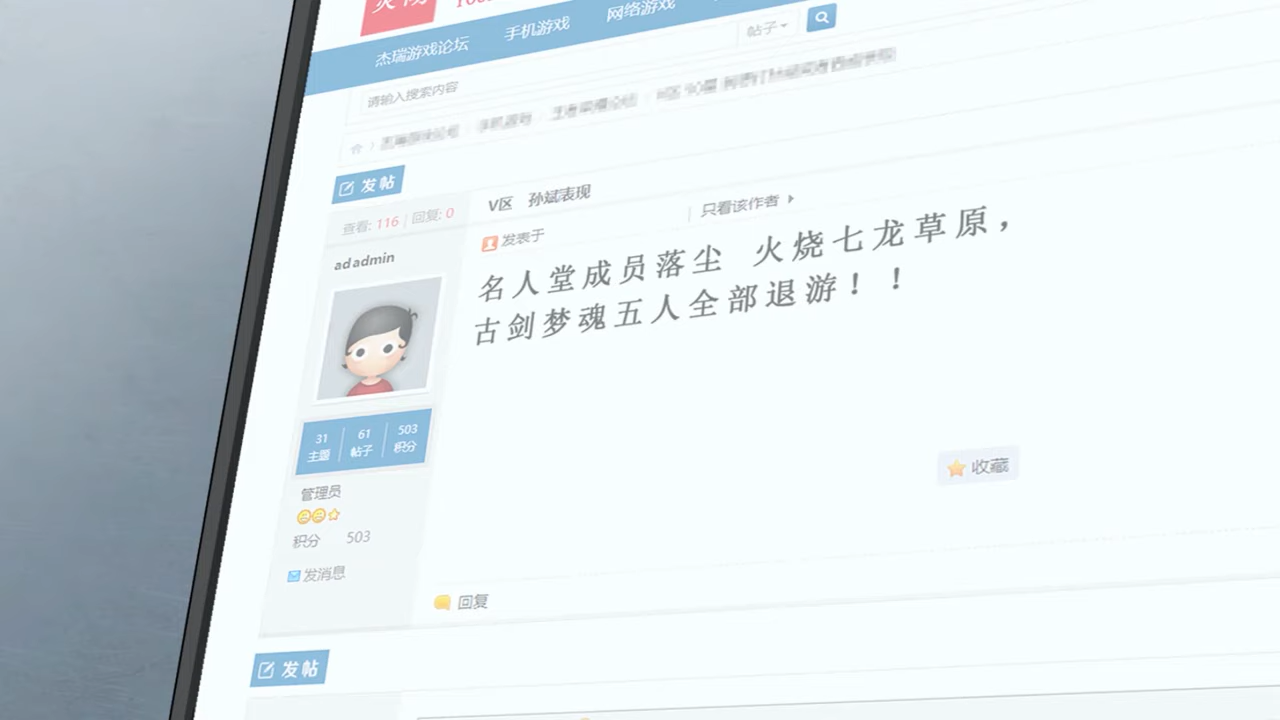 杰瑞游戏论坛 手机游戏 网络游戏
帖子
请输入搜索内容
发帖
查看: 116 回复: 0
V区 孙斌表现
只看该作者
发表于
adadmin
名人堂成员落尘 火烧七龙草原，
古剑梦魂五人全部退游！！
31 61 503
主题 帖子 积分
收藏
管理员
积分 503
发消息
回复
发帖